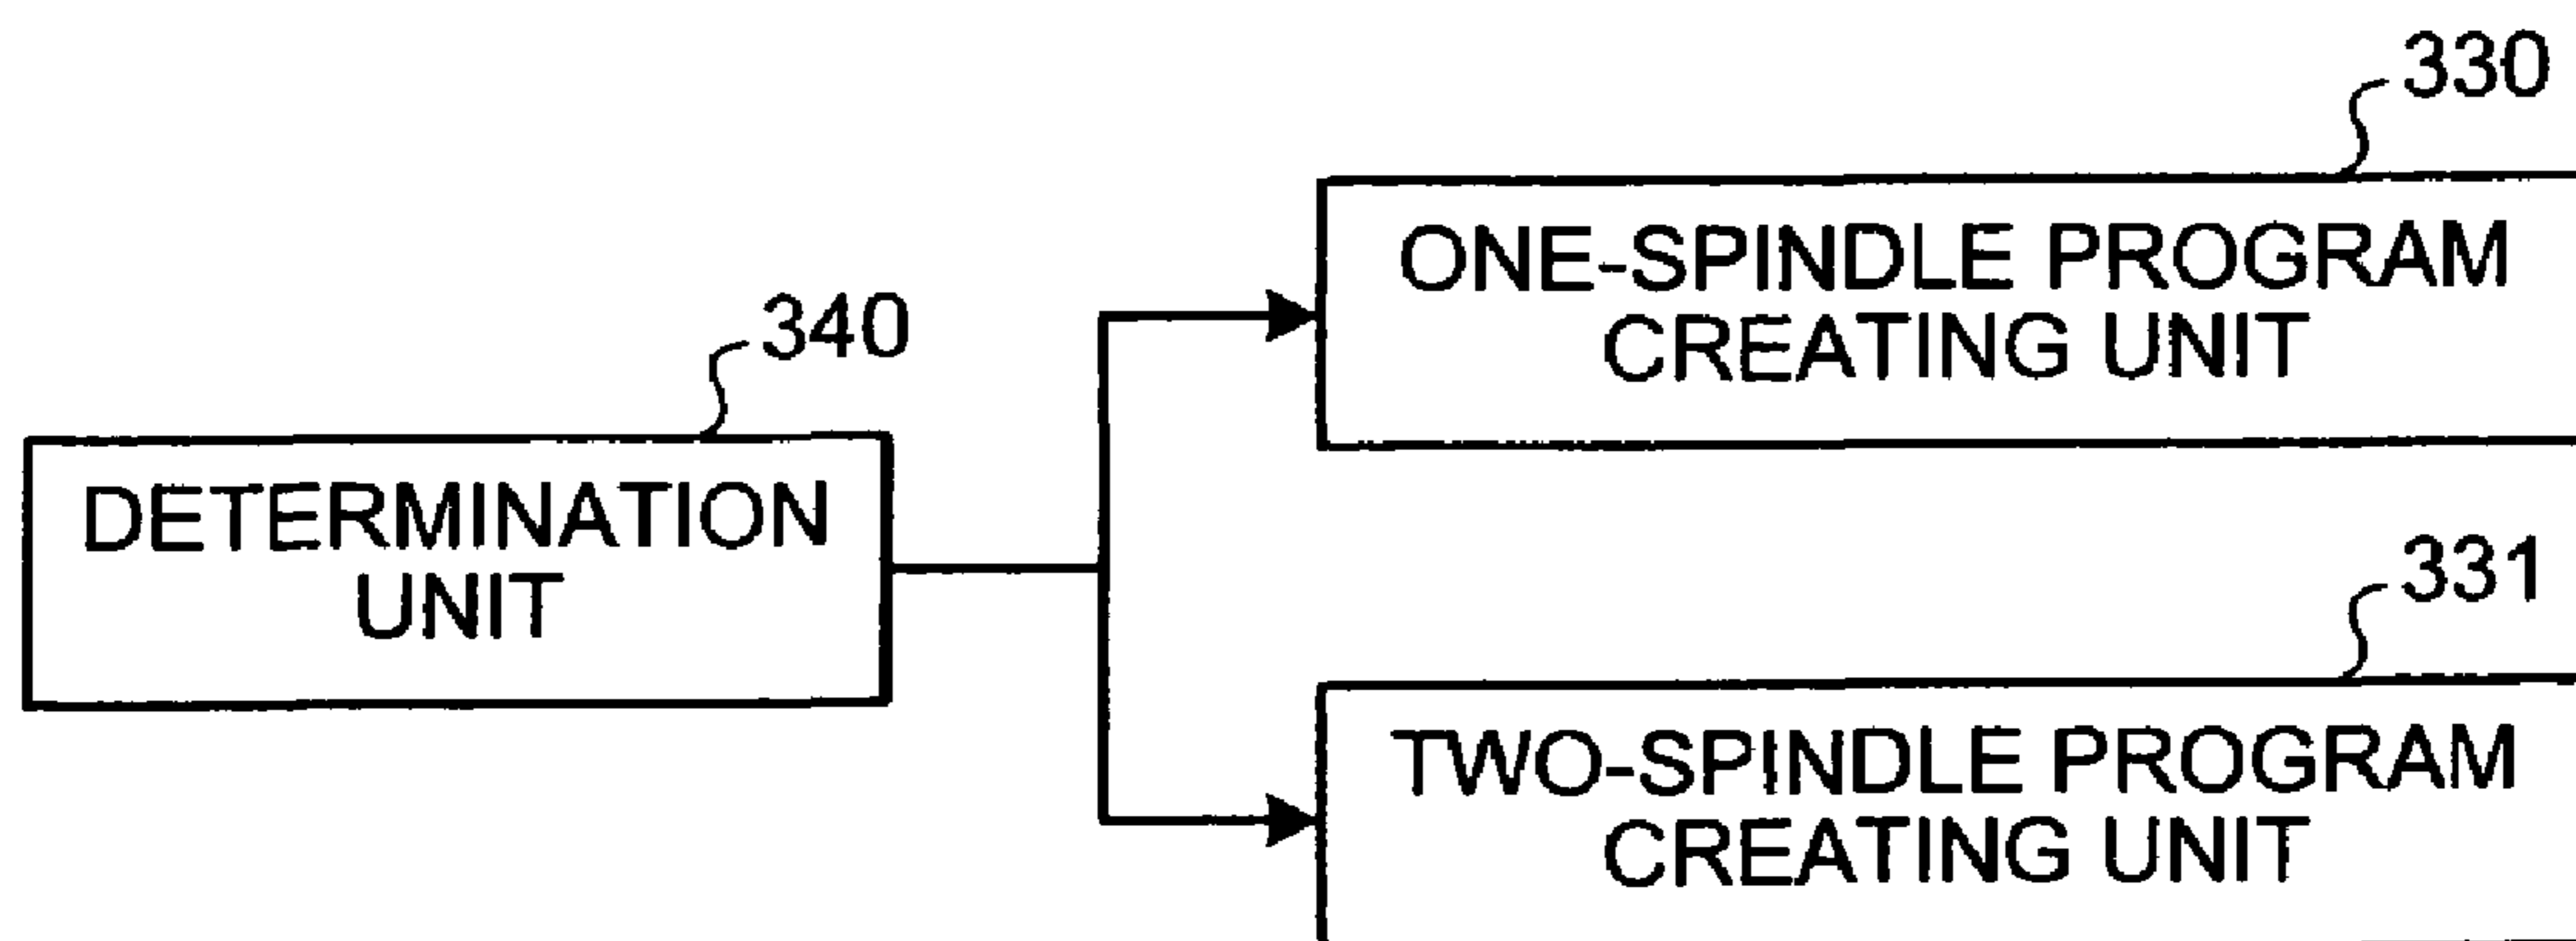 330
ONE-SPINDLE PROGRAM
CREATING UNIT
340
DETERMINATION
UNIT
331
TWO-SPINDLE PROGRAM
CREATING UNIT